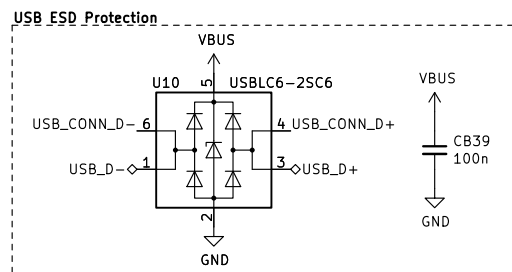 USB ESD Protection
VBUS
U10 5 USBLC6-2SC6
VBUS
USB_CONN_D- 6 4 USB_CONN_D+
CB39
100n
USB_D- 1 3 USB_D+
2
GND
GND